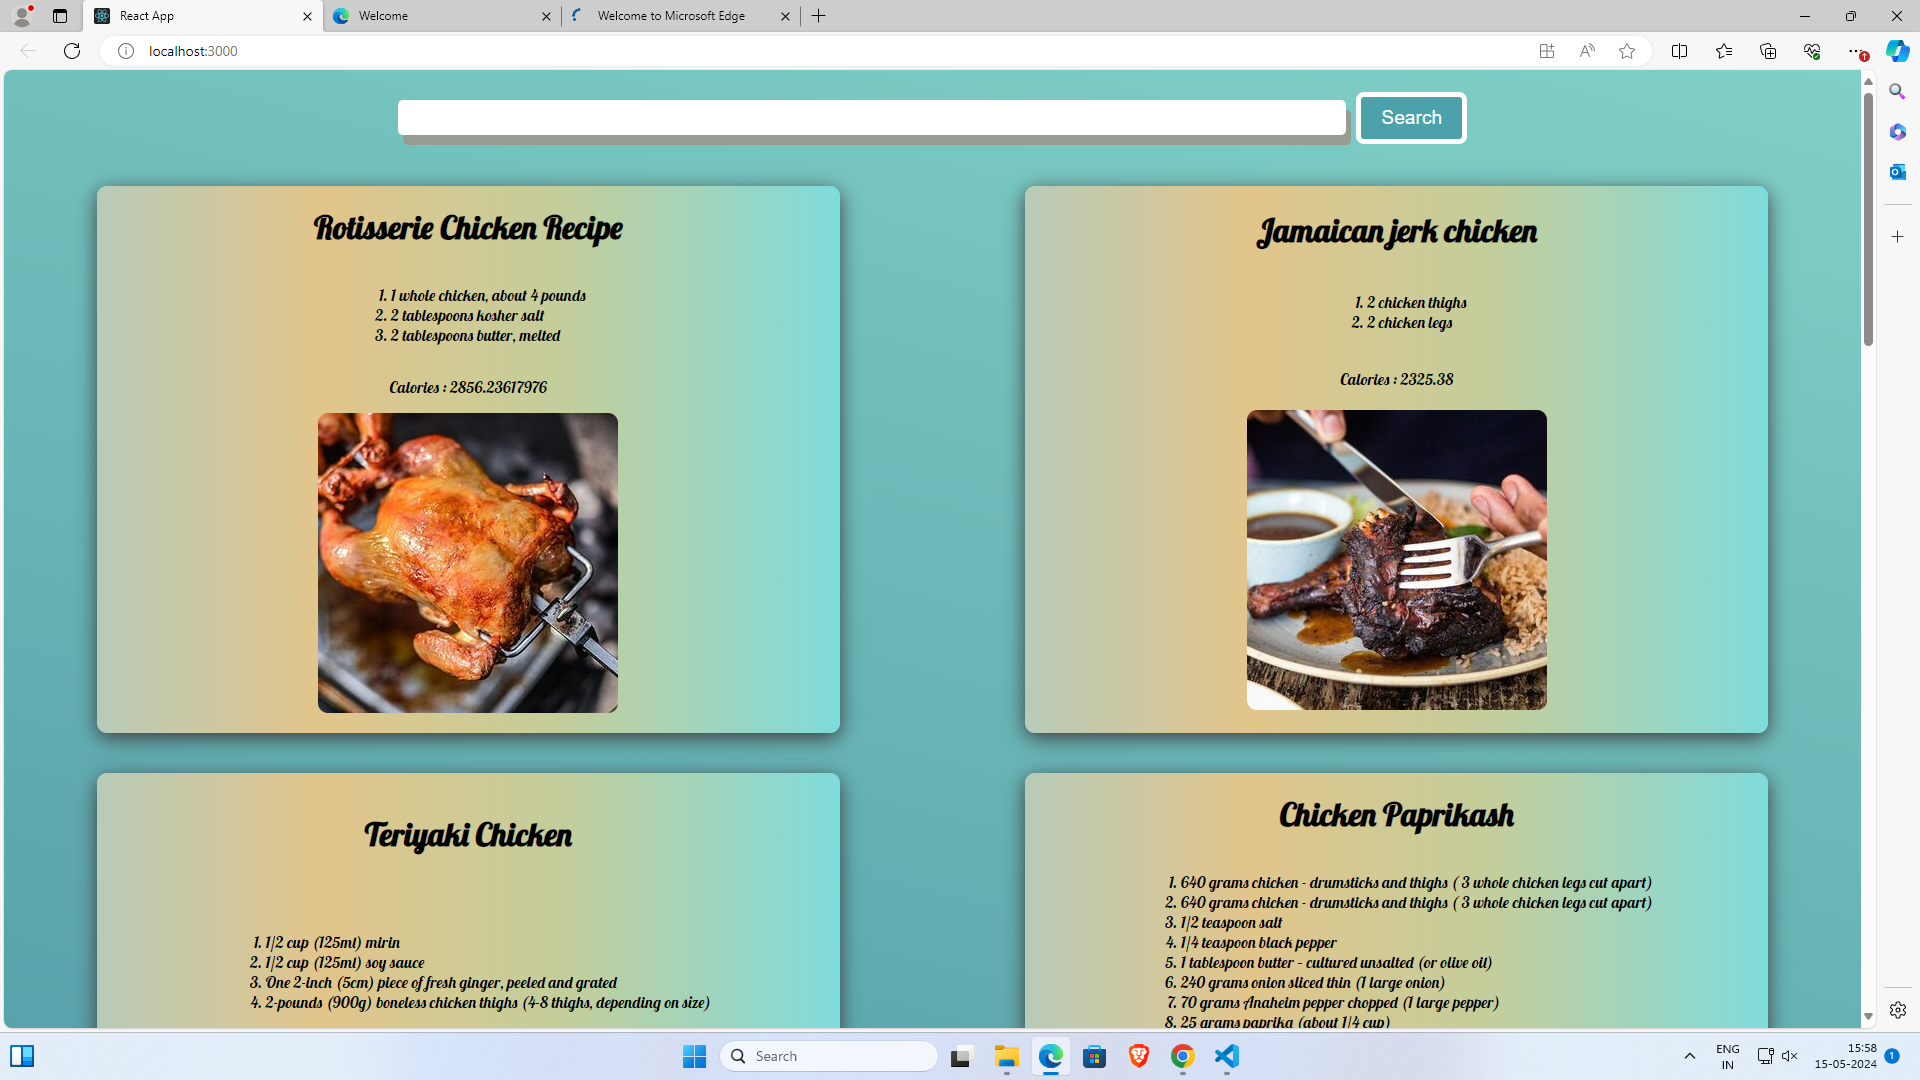 React App
Welcome
Welcome to Microsoft Edge
localhost:3000
Search
Rotisserie Chicken Recipe
1. 1 whole chicken, about 4 pounds
2. 2 tablespoons kosher salt
3. 2 tablespoons butter, melted
Calories : 2856.23617976
Jamaican jerk chicken
1. 2 chicken thighs
2. 2 chicken legs
Calories : 2325.38
Teriyaki Chicken
1. 1/2 cup (125ml) mirin
2. 1/2 cup (125ml) soy sauce
3. One 2-inch (5cm) piece of fresh ginger, peeled and grated
4. 2-pounds (900g) boneless chicken thighs (4-8 thighs, depending on size)
Chicken Paprikash
1. 640 grams chicken - drumsticks and thighs ( 3 whole chicken legs cut apart)
2. 640 grams chicken - drumsticks and thighs ( 3 whole chicken legs cut apart)
3. 1/2 teaspoon salt
4. 1/4 teaspoon black pepper
5. 1 tablespoon butter – cultured unsalted (or olive oil)
6. 240 grams onion sliced thin (1 large onion)
7. 70 grams Anaheim pepper chopped (1 large pepper)
8. 25 grams paprika (about 1/4 cup)
Search
ENG
IN
15:58
15-05-2024
1